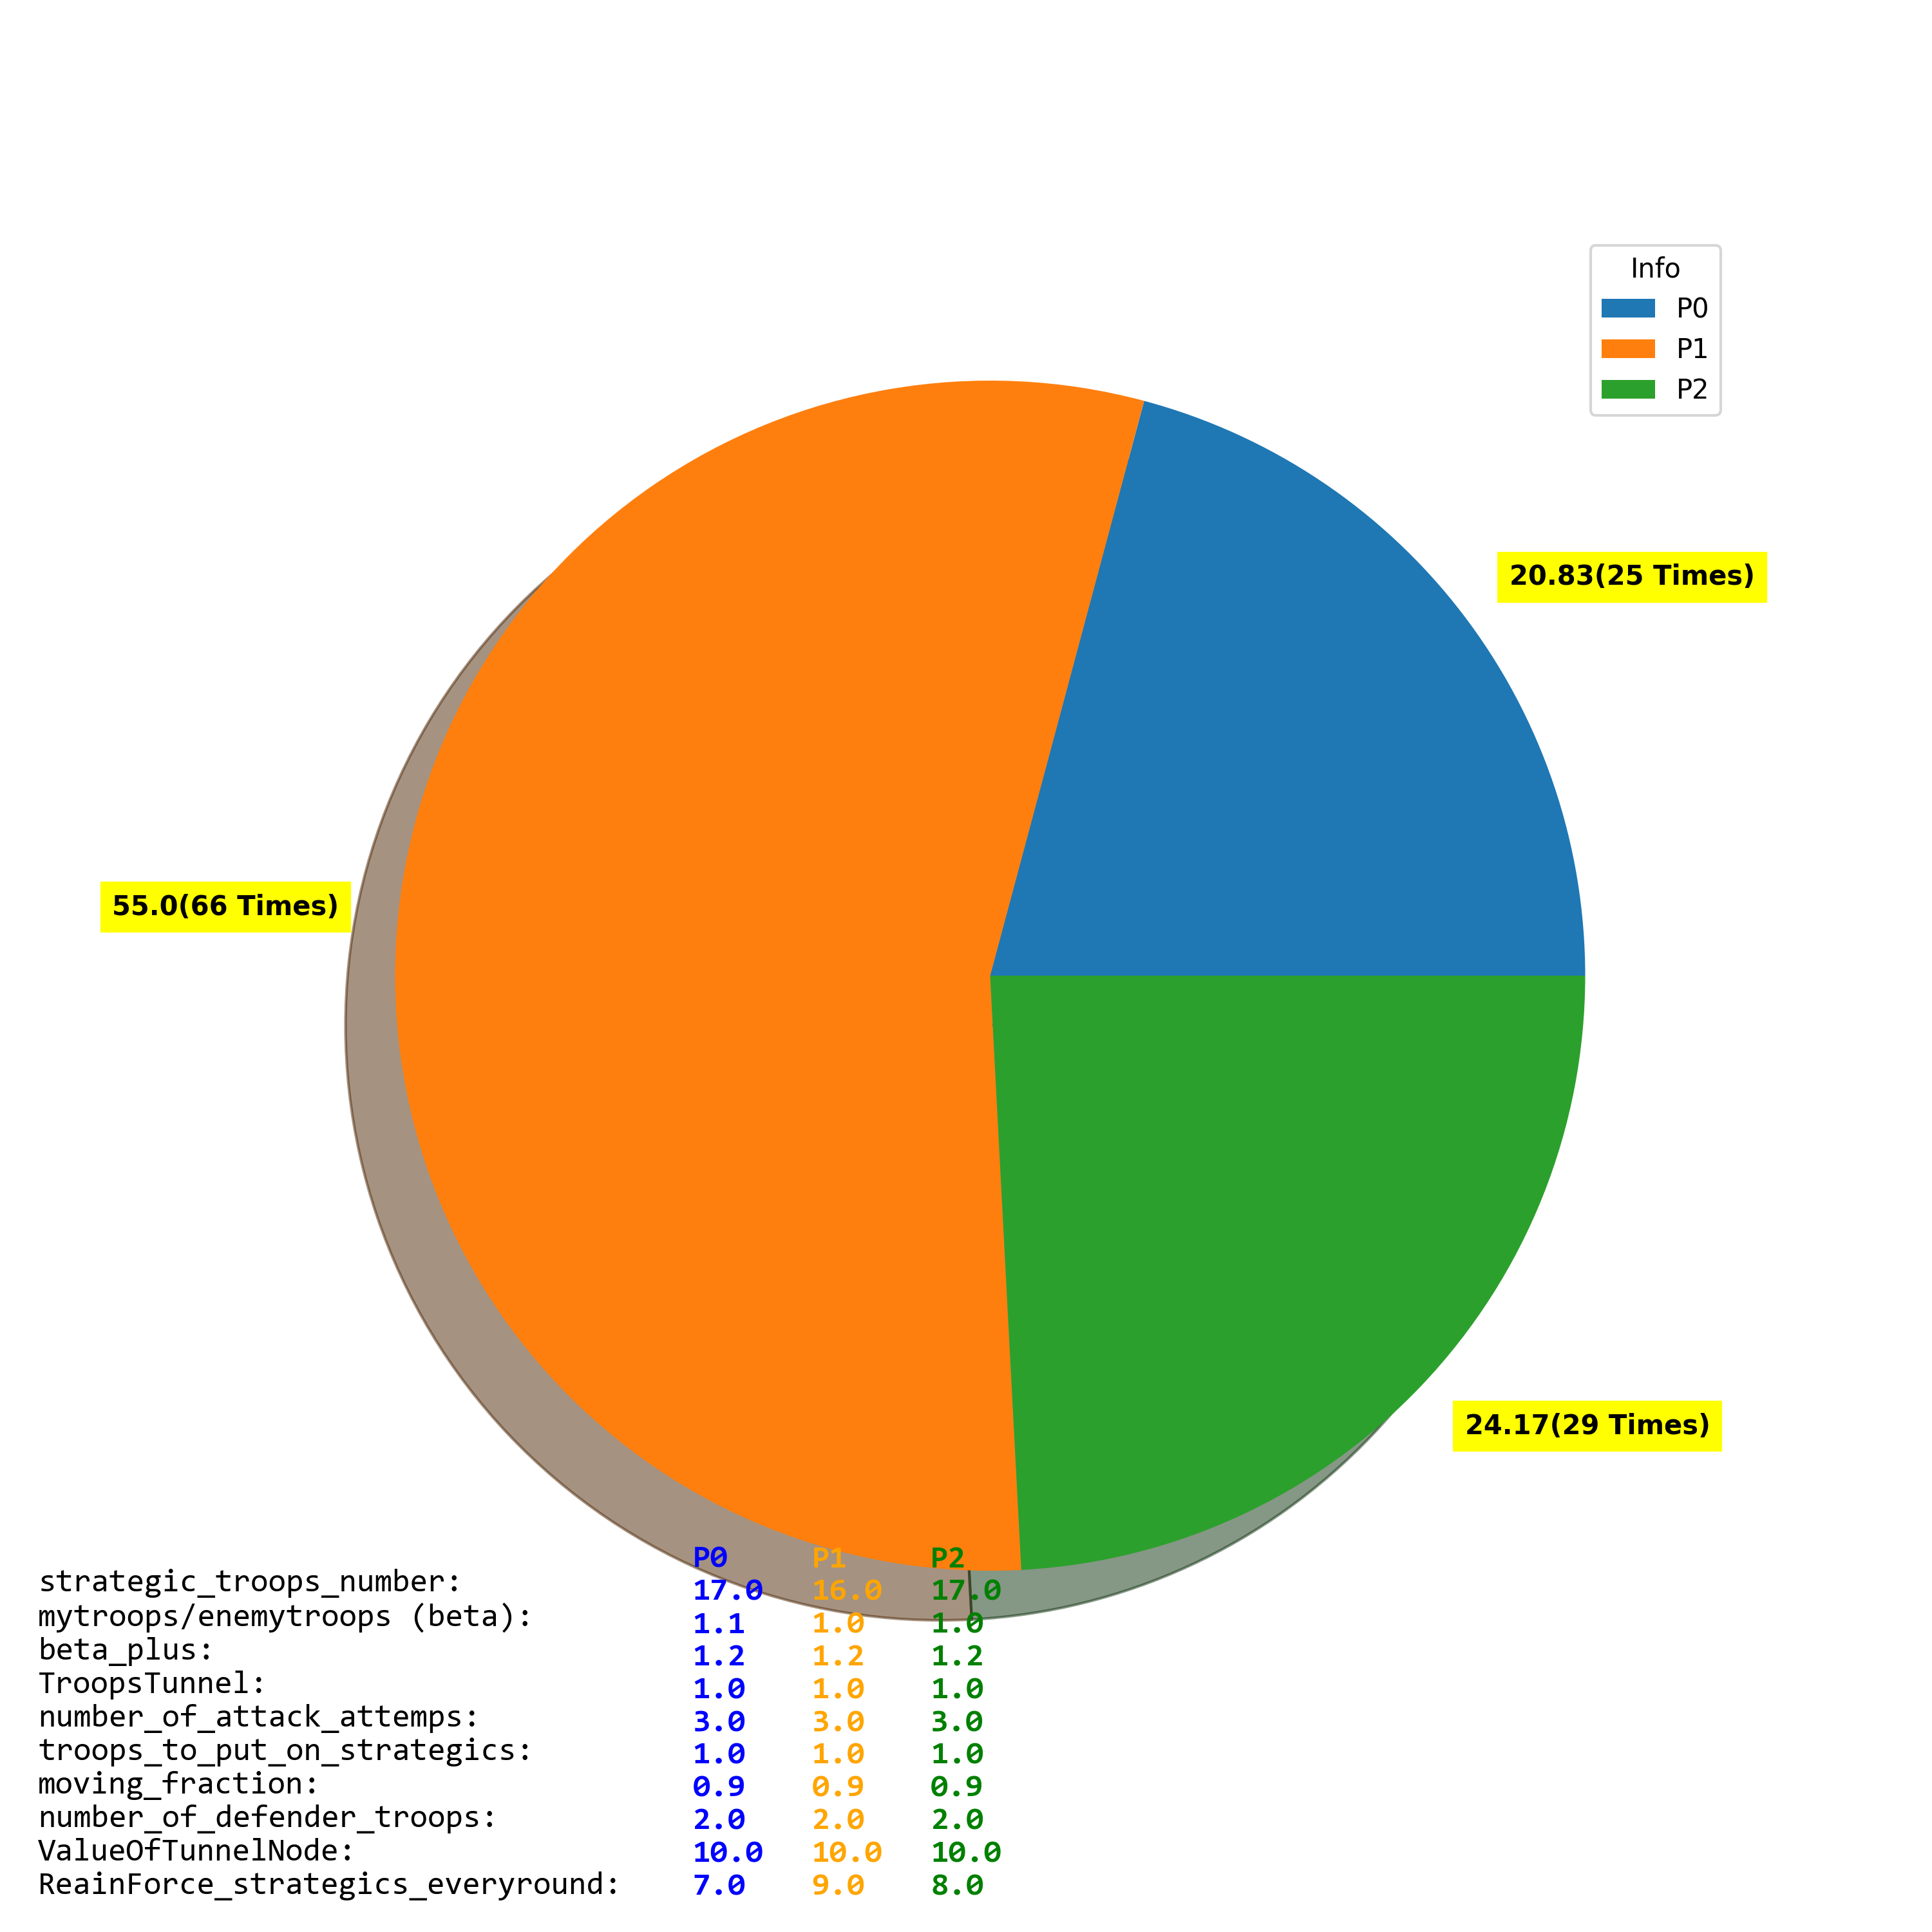 Info
P0
P1
P2
20.83(25 Times)
55.0(66 Times)
24.17(29 Times)
P0 P1 P2
strategic_troops_number: 17.0 16.0 17.0
mytroops/enemytroops (beta): 1.1 1.0 1.0
beta_plus: 1.2 1.2 1.2
TroopsTunnel: 1.0 1.0 1.0
number_of_attack_attemps: 3.0 3.0 3.0
troops_to_put_on_strategics: 1.0 1.0 1.0
moving_fraction: 0.9 0.9 0.9
number_of_defender_troops: 2.0 2.0 2.0
ValueOfTunnelNode: 10.0 10.0 10.0
ReainForce_strategics_everyround: 7.0 9.0 8.0